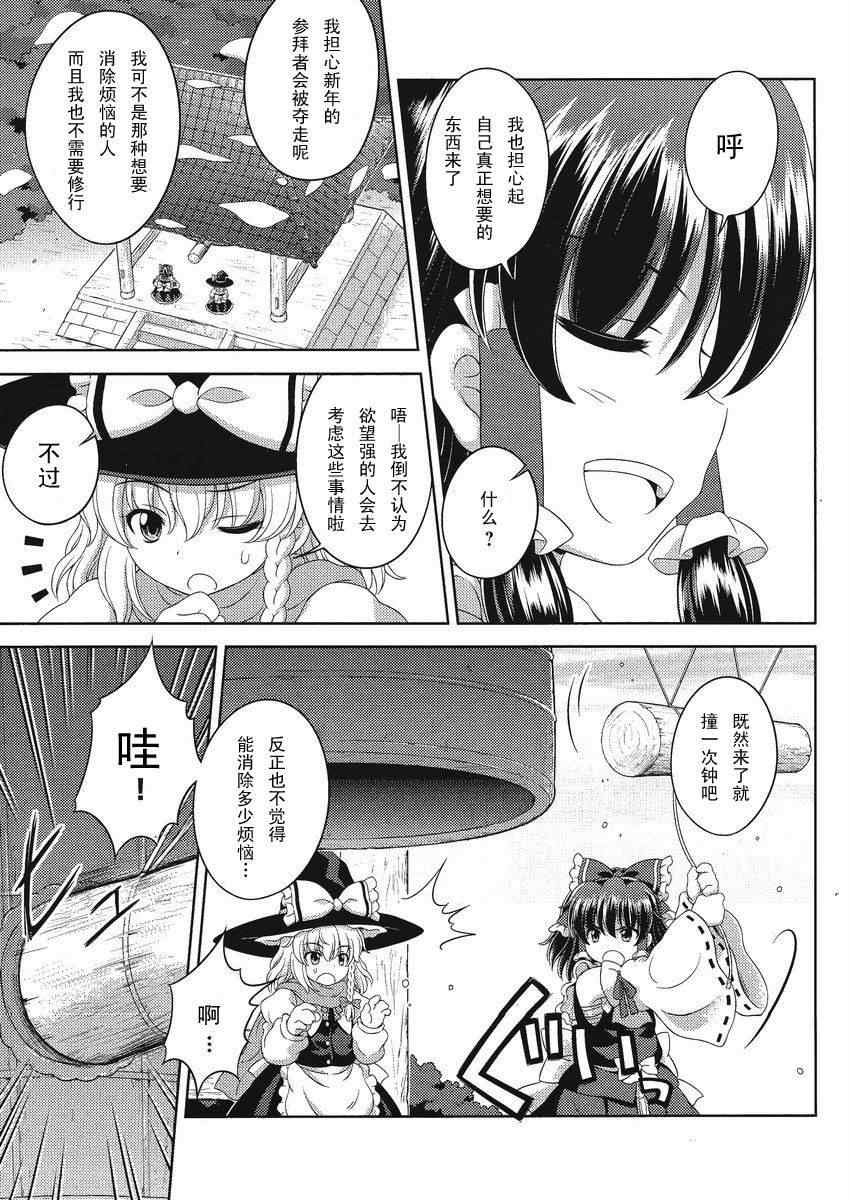 呼
我也担心起
自己真正想要的
东西来了
什么?
我担心新年的
参拜者会被夺走呢
我可不是那种想要
消除烦恼的人
而且我也不需要修行
唔—我倒不认为
欲望强的人会去
考虑这些事情啦
不过
既然来了就
撞一次钟吧
ぐぐ
反正也不觉得
能消除多少烦恼…
啊…
哇!